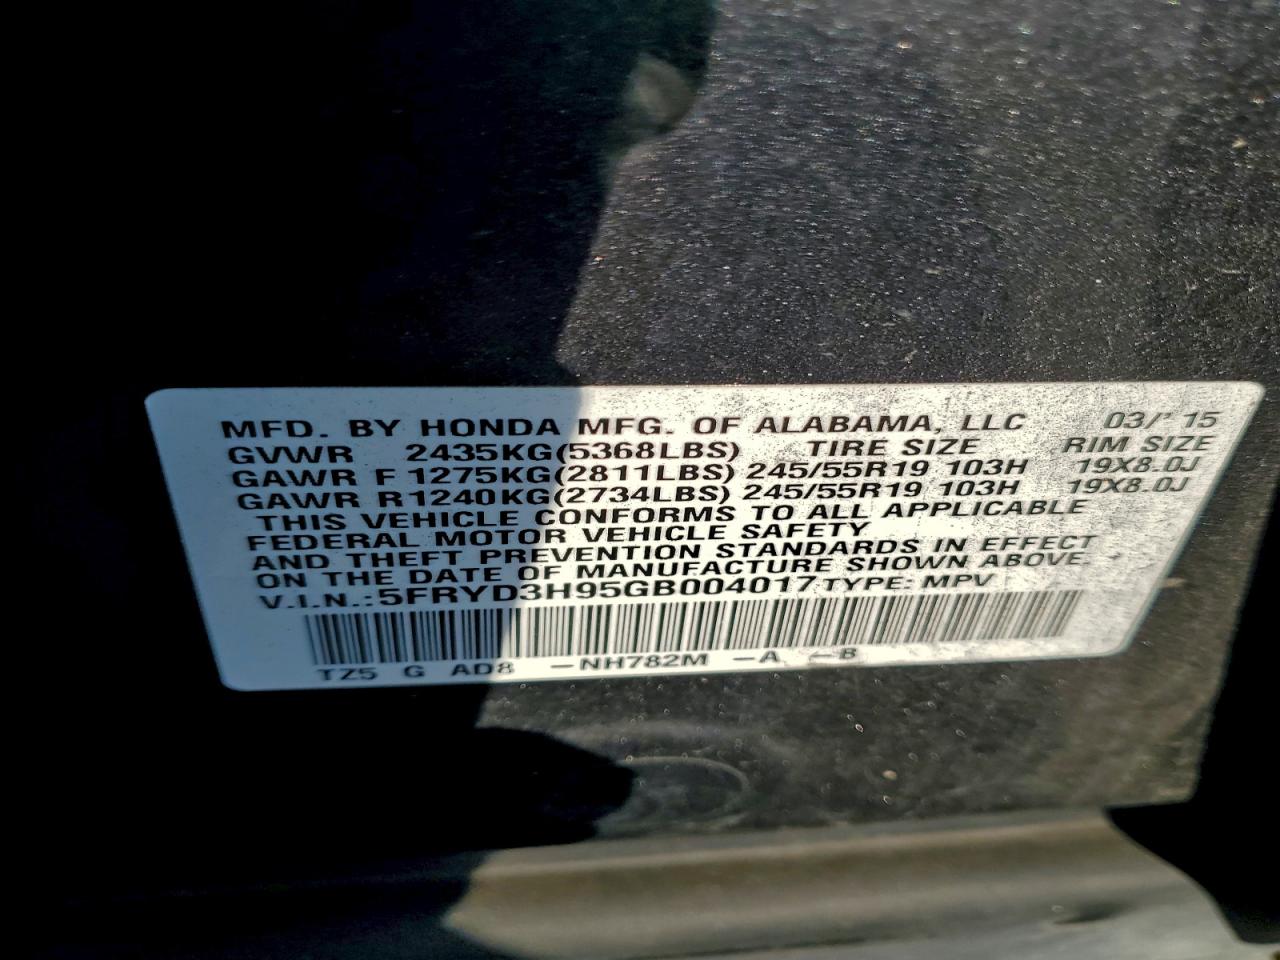 MFD. BY HONDA MFG. OF ALABAMA, LLC 03/'15
GVWR 2435KG(5368LBS) TIRE SIZE RIM SIZE
GAWR F 1275KG(2811LBS) 245/55R19 103H 19X8.0J
GAWR R 1240KG(2734LBS) 245/55R19 103H 19X8.0J
THIS VEHICLE CONFORMS TO ALL APPLICABLE
FEDERAL MOTOR VEHICLE SAFETY
AND THEFT PREVENTION STANDARDS IN EFFECT
ON THE DATE OF MANUFACTURE SHOWN ABOVE.
V.I.N.:5FRYD3H95GB004017 TYPE: MPV
TZ5 G AD8 -NH782M -A -B